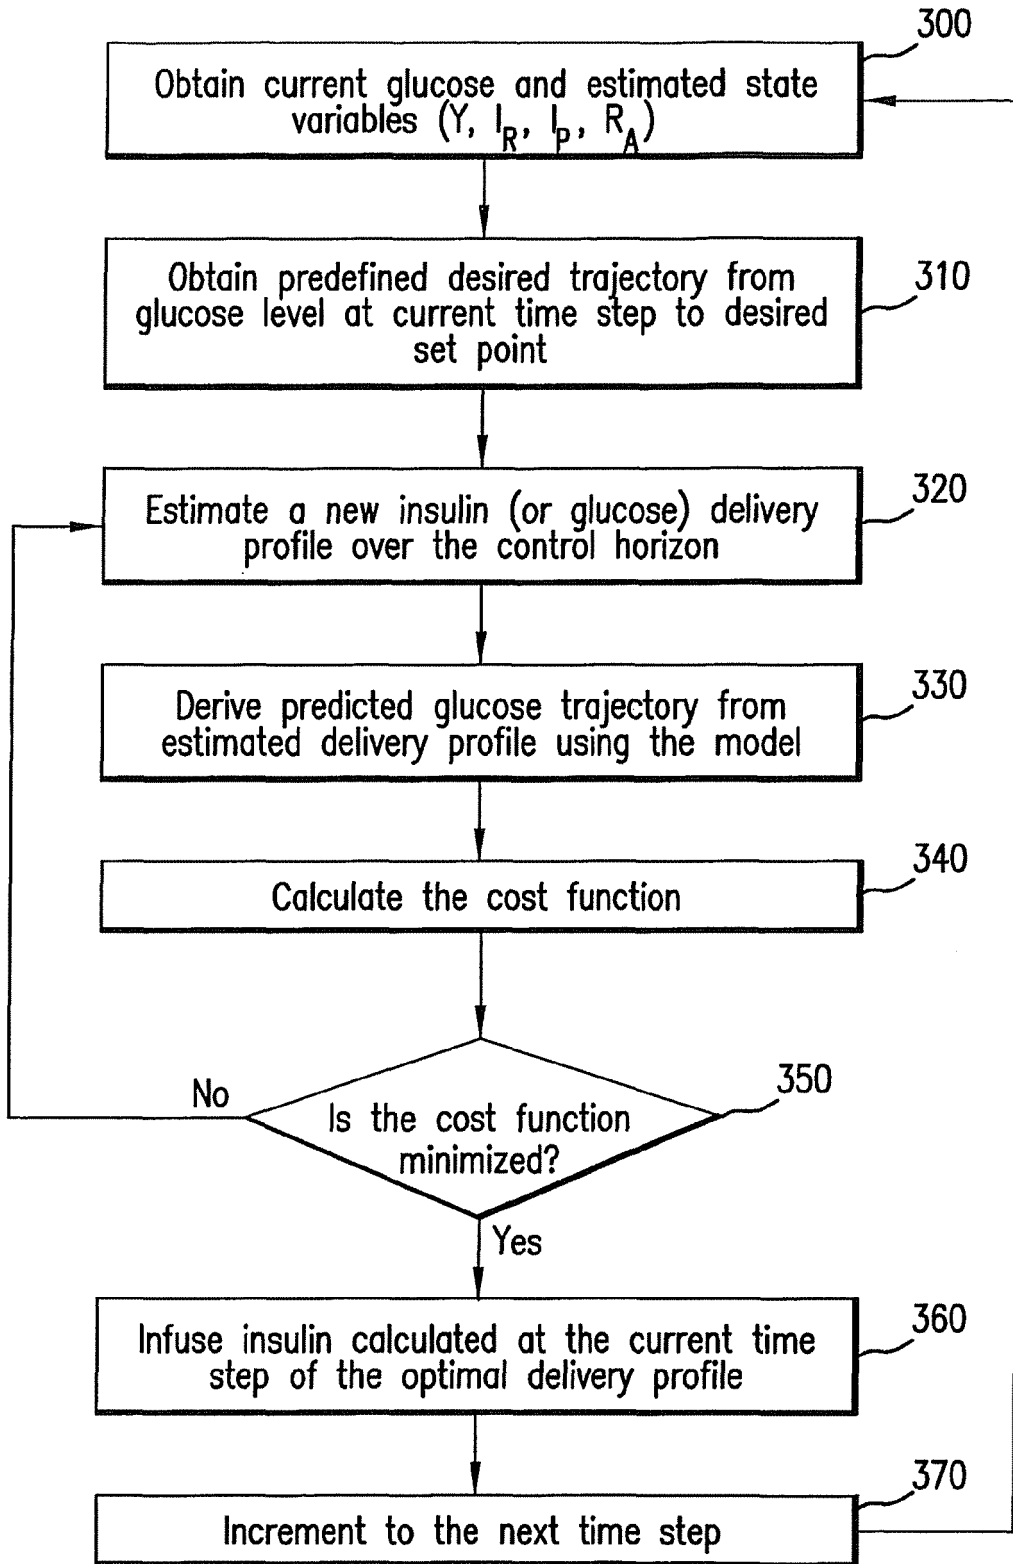 300
Obtain current glucose and estimated state
variables (Y, I_R, I_P, R_A)
310
Obtain predefined desired trajectory from
glucose level at current time step to desired
set point
320
Estimate a new insulin (or glucose) delivery
profile over the control horizon
330
Derive predicted glucose trajectory from
estimated delivery profile using the model
340
Calculate the cost function
350
No
Is the cost function
minimized?
Yes
360
Infuse insulin calculated at the current time
step of the optimal delivery profile
370
Increment to the next time step